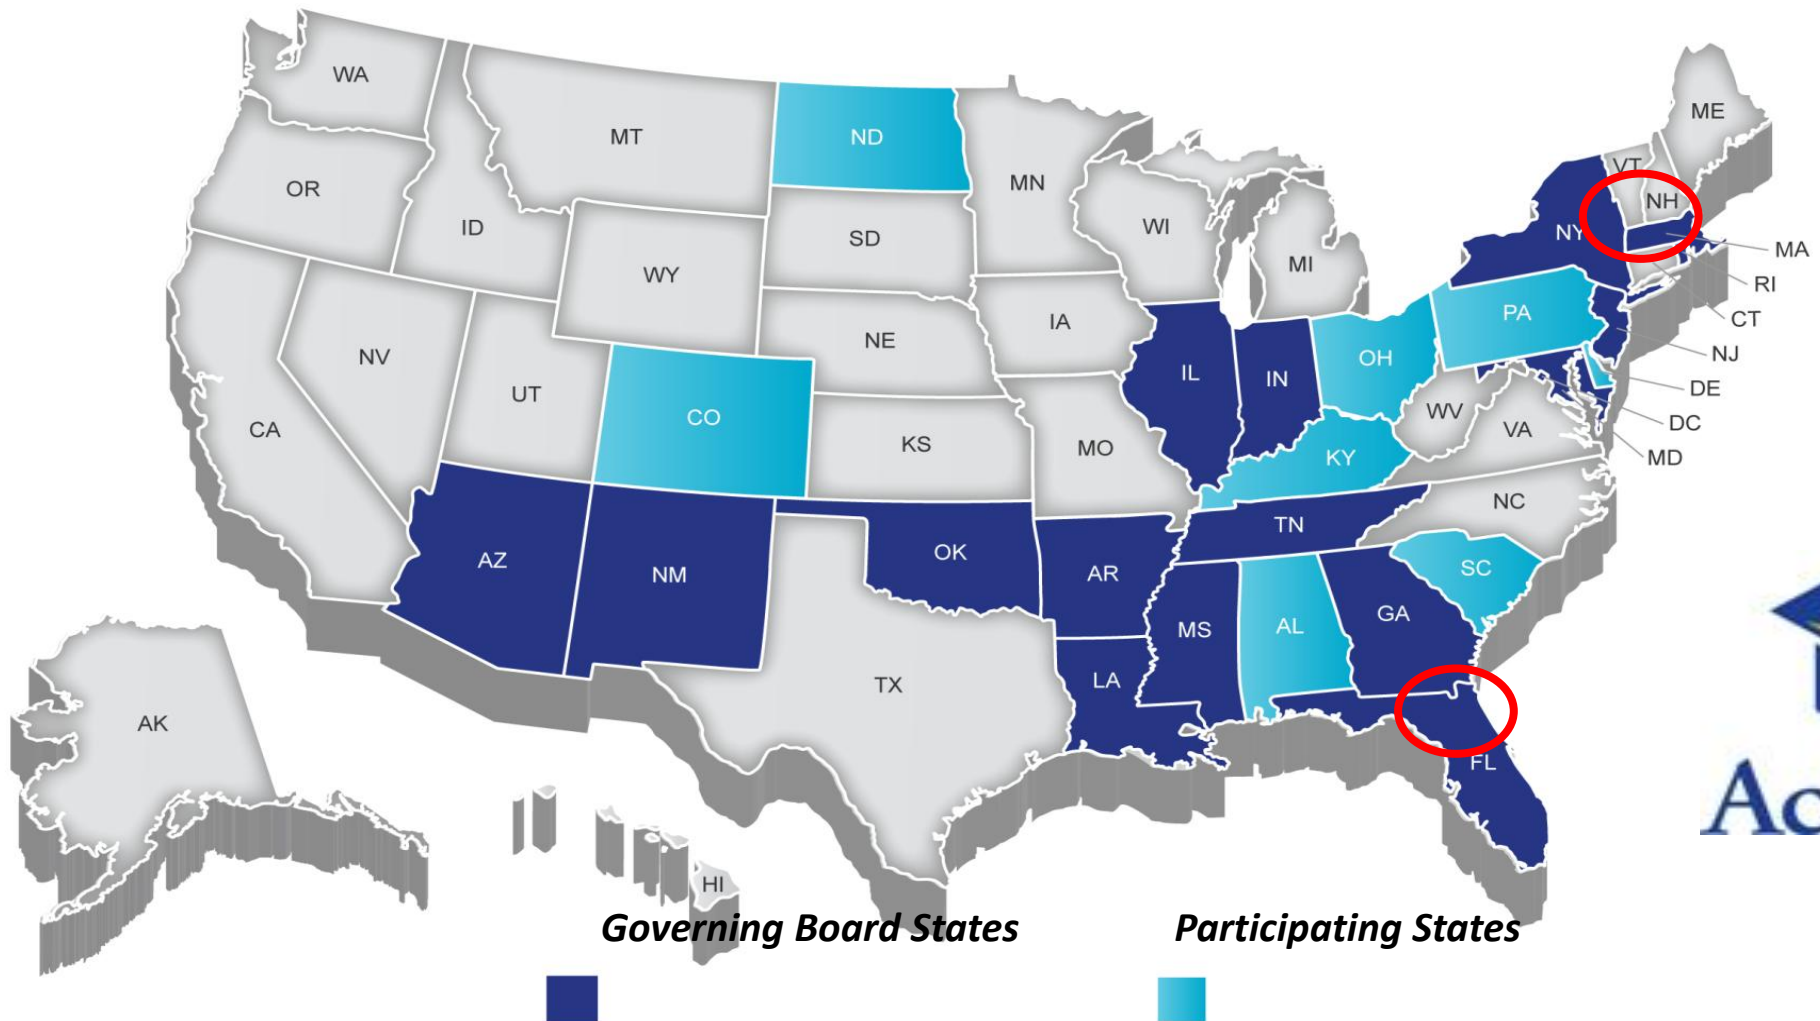 WA
MT
ND
MN
ME
VT
NH
OR
ID
SD
WI
MI
NY
MA
RI
CT
NJ
DE
DC
MD
WY
IA
NE
PA
OH
IL
IN
NV
UT
CO
CA
KS
MO
WV
VA
KY
NC
TN
AZ
NM
OK
AR
SC
MS
AL
GA
LA
TX
FL
AK
HI
Ac
Governing Board States
Participating States